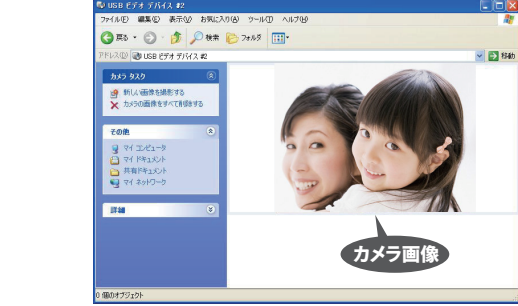 USB ビデオ デバイス #2
ファイル(F) 編集(E) 表示(V) お気に入り(A) ツール(T) ヘルプ(H)
戻る 検索 フォルダ
アドレス(D) USB ビデオ デバイス #2 移動
カメラ タスク
新しい画像を撮影する
カメラの画像をすべて削除する
その他
マイ コンピュータ
マイ ドキュメント
共有ドキュメント
マイ ネットワーク
詳細
カメラ画像
0 個のオブジェクト